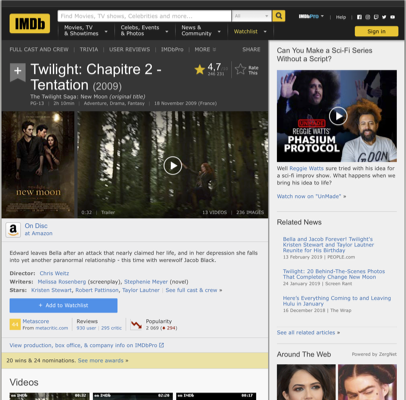 IMDb
Find Movies, TV shows, Celebrities and more...
All
IMDbPro
Help
Movies, TV & Showtimes
Celebs, Events & Photos
News & Community
Watchlist
Sign in
FULL CAST AND CREW | TRIVIA | USER REVIEWS | IMDbPro | MORE
SHARE
Twilight: Chapitre 2 -
Tentation (2009)
The Twilight Saga: New Moon (original title)
PG-13 | 2h 10min | Adventure, Drama, Fantasy | 18 November 2009 (France)
4,7
Rate
This
new moon
0:32 | Trailer
13 VIDEOS | 226 IMAGES
On Disc
at Amazon
Edward leaves Bella after an attack that nearly claimed her life, and in her depression she falls
into yet another paranormal relationship - this time with werewolf Jacob Black.
Director: Chris Weitz
Writers: Melissa Rosenberg (screenplay), Stephenie Meyer (novel)
Stars: Kristen Stewart, Robert Pattinson, Taylor Lautner | See full cast & crew »
+ Add to Watchlist
Metascore
From metacritic.com
Reviews
930 user | 295 critic
Popularity
2 069 (294)
View production, box office, & company info on IMDbPro
20 wins & 24 nominations. See more awards »
Videos
Can You Make a Sci-Fi Series
Without a Script?
REGGIE WATTS'
PHASIUM
PROTOCOL
Well Reggie Watts sure tried with his idea for
a sci-fi improv show. What happens when we
bring his idea to life?
Watch now on "UnMade" »
Related News
Bella and Jacob Forever! Twilight's
Kristen Stewart and Taylor Lautner
Reunite for His Birthday
13 February 2019 | PEOPLE.com
Twilight: 20 Behind-The-Scenes Photos
That Completely Change New Moon
24 January 2019 | Screen Rant
Here's Everything Coming to and Leaving
Hulu in January
16 December 2018 | The Wrap
See all related articles »
Around The Web
Powered by ZergNet